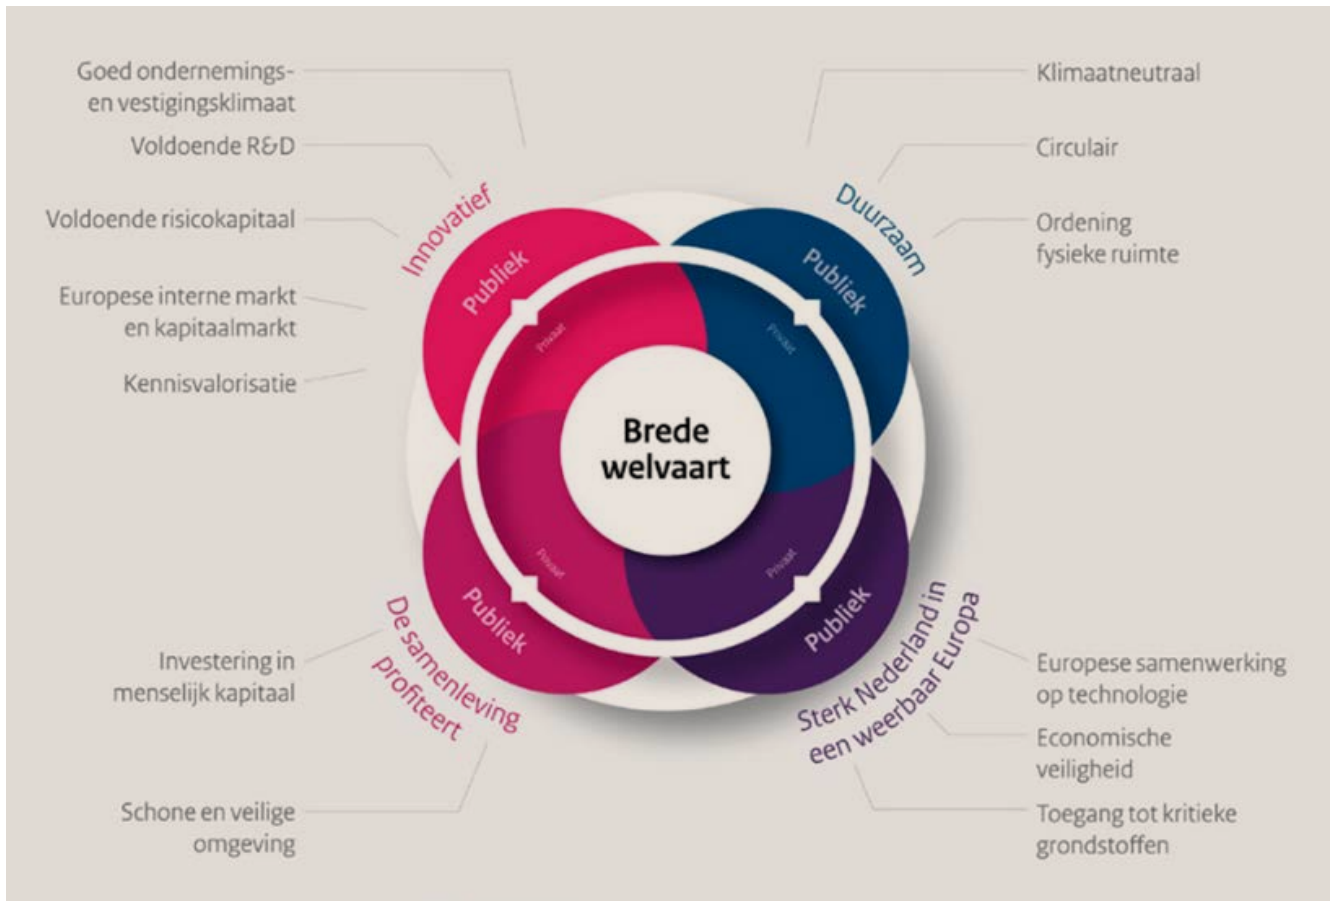 Goed ondernemings-
en vestigingsklimaat
Voldoende R&D
Voldoende risicokapitaal
Europese interne markt
en kapitaalmarkt
Kennisvalorisatie
Innovatief
Publiek
Privaat
Klimaatneutraal
Circulair
Ordening
fysieke ruimte
Duurzaam
Publiek
Privaat
Brede
welvaart
Investering in
menselijk kapitaal
Schone en veilige
omgeving
De samenleving
profiteert
Publiek
Privaat
Sterk Nederland in
een weerbaar Europa
Publiek
Privaat
Europese samenwerking
op technologie
Economische
veiligheid
Toegang tot kritieke
grondstoffen